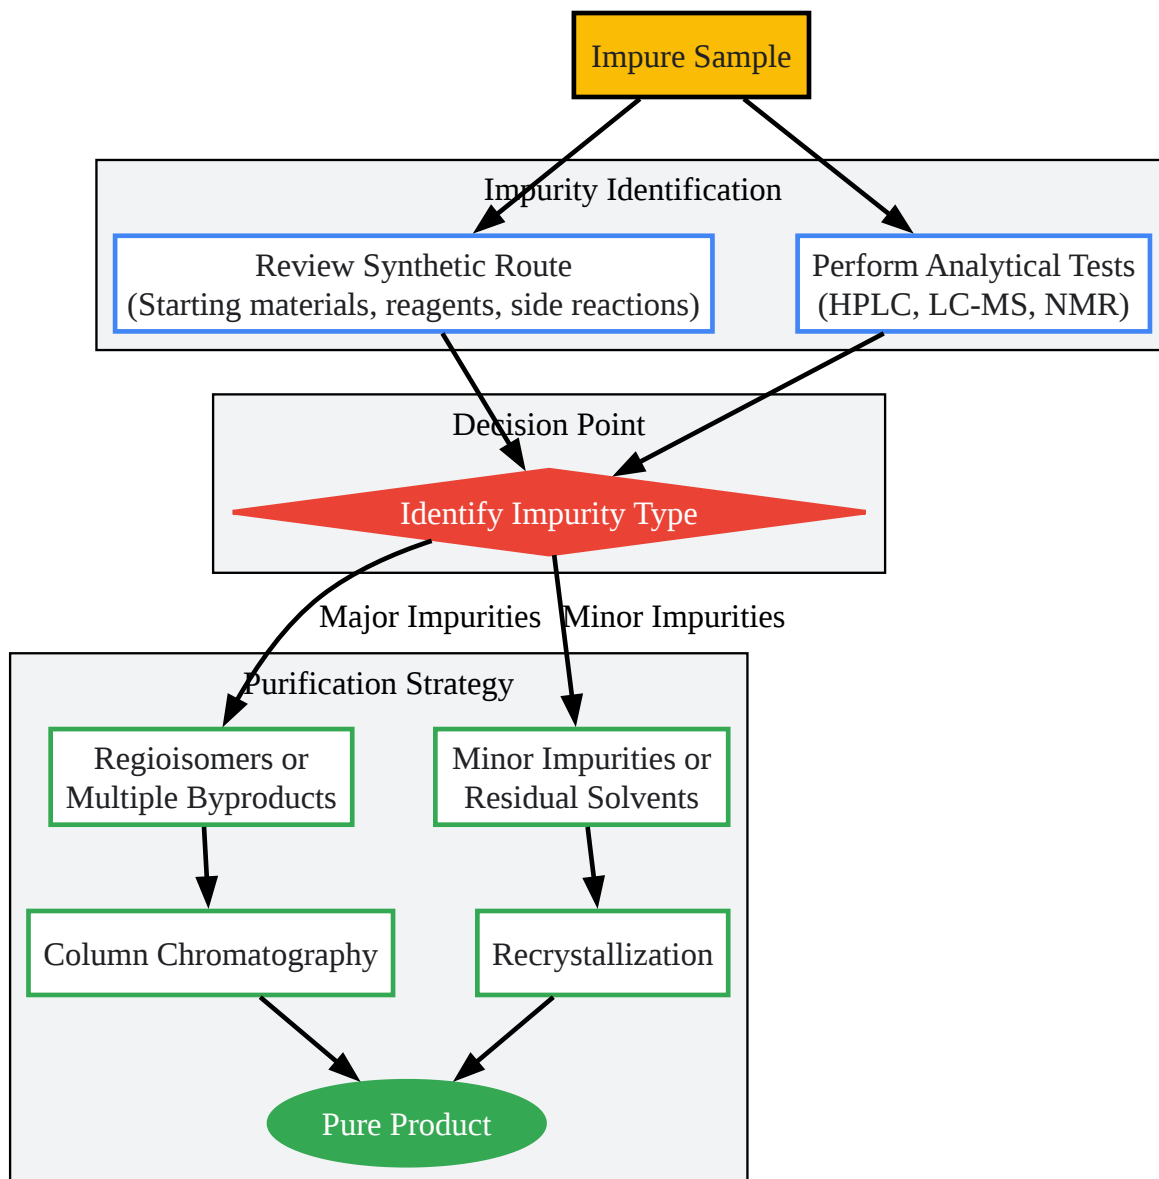 Impure Sample
Impurity Identification
Review Synthetic Route
(Starting materials, reagents, side reactions)
Perform Analytical Tests
(HPLC, LC-MS, NMR)
Decision Point
Identify Impurity Type
Major Impurities
Minor Impurities
Purification Strategy
Regioisomers or
Multiple Byproducts
Minor Impurities or
Residual Solvents
Column Chromatography
Recrystallization
Pure Product